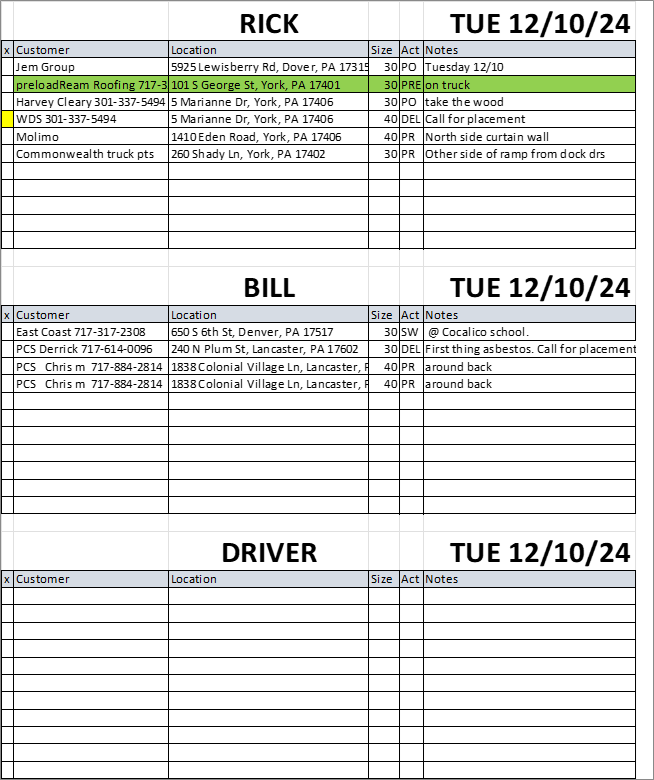 RICK TUE 12/10/24
x Customer Location Size Act Notes
Jem Group 5925 Lewisberry Rd, Dover, PA 17315 30 PO Tuesday 12/10
preloadReam Roofing 717-3 101 S George St, York, PA 17401 30 PRE on truck
Harvey Cleary 301-337-5494 5 Marianne Dr, York, PA 17406 30 PO take the wood
WDS 301-337-5494 5 Marianne Dr, York, PA 17406 40 DEL Call for placement
Molimo 1410 Eden Road, York, PA 17406 40 PR North side curtain wall
Commonwealth truck pts 260 Shady Ln, York, PA 17402 30 PR Other side of ramp from dock drs
BILL TUE 12/10/24
x Customer Location Size Act Notes
East Coast 717-317-2308 650 S 6th St, Denver, PA 17517 30 SW @ Cocalico school.
PCS Derrick 717-614-0096 240 N Plum St, Lancaster, PA 17602 30 DEL First thing asbestos. Call for placement
PCS Chris m 717-884-2814 1838 Colonial Village Ln, Lancaster, P 40 PR around back
PCS Chris m 717-884-2814 1838 Colonial Village Ln, Lancaster, P 40 PR around back
DRIVER TUE 12/10/24
x Customer Location Size Act Notes